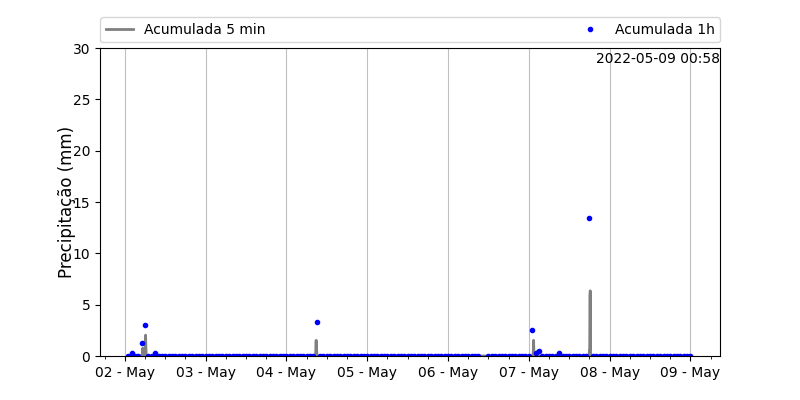 Acumulada 5 min
Acumulada 1h
2022-05-09 00:58
Precipitação (mm)
30
25
20
15
10
5
0
02 - May
03 - May
04 - May
05 - May
06 - May
07 - May
08 - May
09 - May